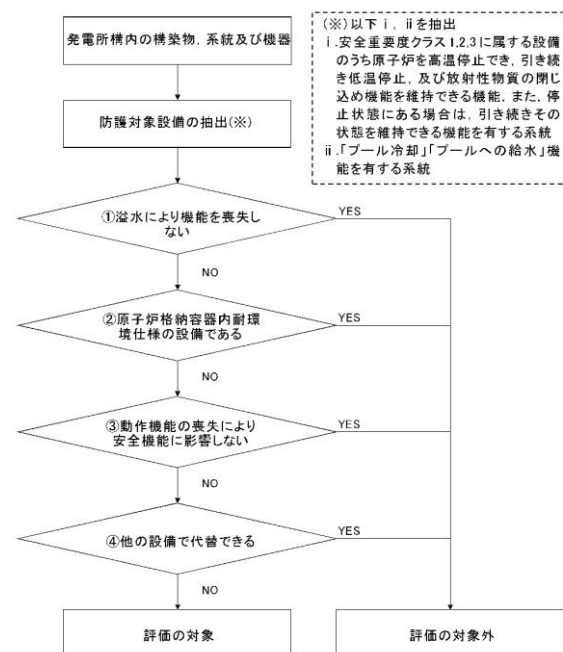 発電所構内の構築物，系統及び機器
防護対象設備の抽出(※)
(※)以下ⅰ，ⅱを抽出
ⅰ.安全重要度クラス1,2,3に属する設備
のうち原子炉を高温停止でき，引き続
き低温停止，及び放射性物質の閉じ
込め機能を維持できる機能，また，停
止状態にある場合は，引き続きその
状態を維持できる機能を有する系統
ⅱ.「プール冷却」「プールへの給水」機
能を有する系統
①溢水により機能を喪失し
ない
YES
NO
②原子炉格納容器内耐環
境仕様の設備である
YES
NO
③動作機能の喪失により
安全機能に影響しない
YES
NO
④他の設備で代替できる
YES
NO
評価の対象
評価の対象外